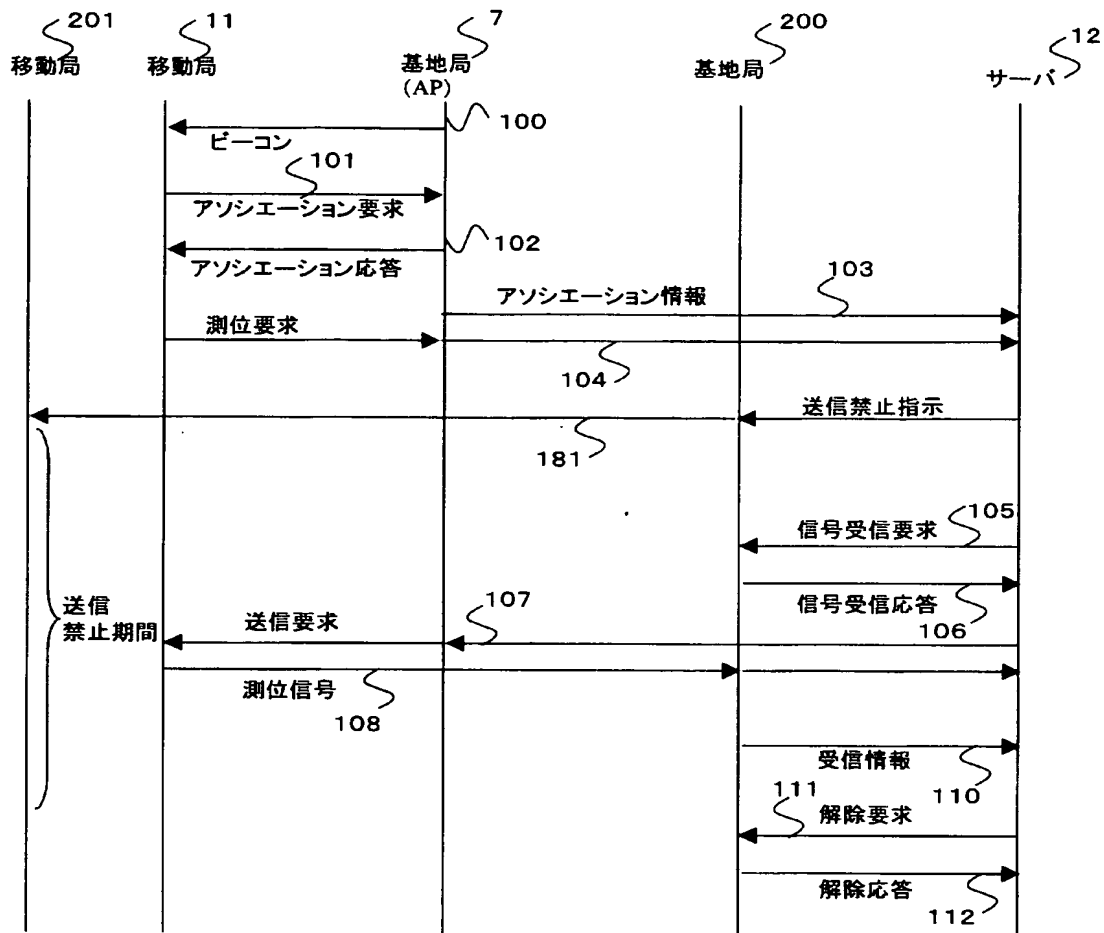 201
11
7
200
12
移動局
移動局
基地局
(AP)
基地局
サーバ
100
ビーコン
101
アソシエーション要求
102
アソシエーション応答
アソシエーション情報
103
測位要求
104
送信禁止指示
181
信号受信要求
105
信号受信応答
106
送信
禁止期間
送信要求
107
測位信号
108
受信情報
110
111
解除要求
解除応答
112